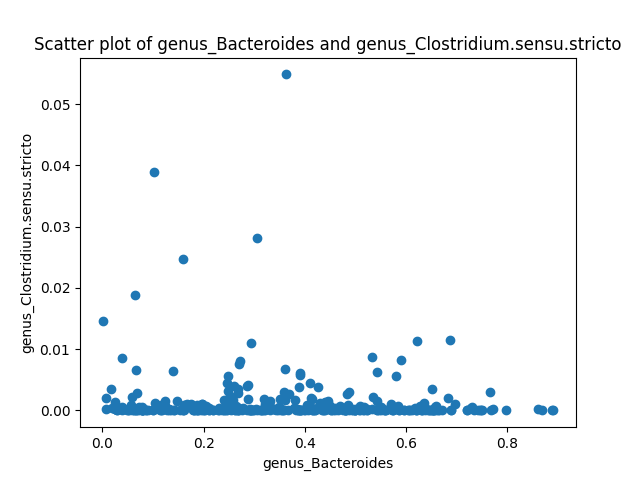 Scatter plot of genus_Bacteroides and genus_Clostridium.sensu.stricto
genus_Clostridium.sensu.stricto
0.05
0.04
0.03
0.02
0.01
0.00
0.0 0.2 0.4 0.6 0.8
genus_Bacteroides